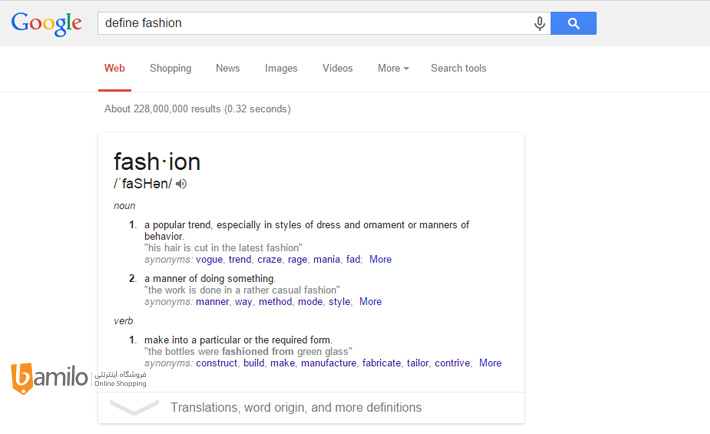 Google
define fashion
Web Shopping News Images Videos More Search tools
About 228,000,000 results (0.32 seconds)
fash·ion
/ˈfaSHən/
noun
1. a popular trend, especially in styles of dress and ornament or manners of
behavior.
"his hair is cut in the latest fashion"
synonyms: vogue, trend, craze, rage, mania, fad; More
2. a manner of doing something.
"the work is done in a rather casual fashion"
synonyms: manner, way, method, mode, style; More
verb
1. make into a particular or the required form.
"the bottles were fashioned from green glass"
synonyms: construct, build, make, manufacture, fabricate, tailor, contrive; More
bamilo
فروشگاه اینترنتی
Online Shopping
Translations, word origin, and more definitions